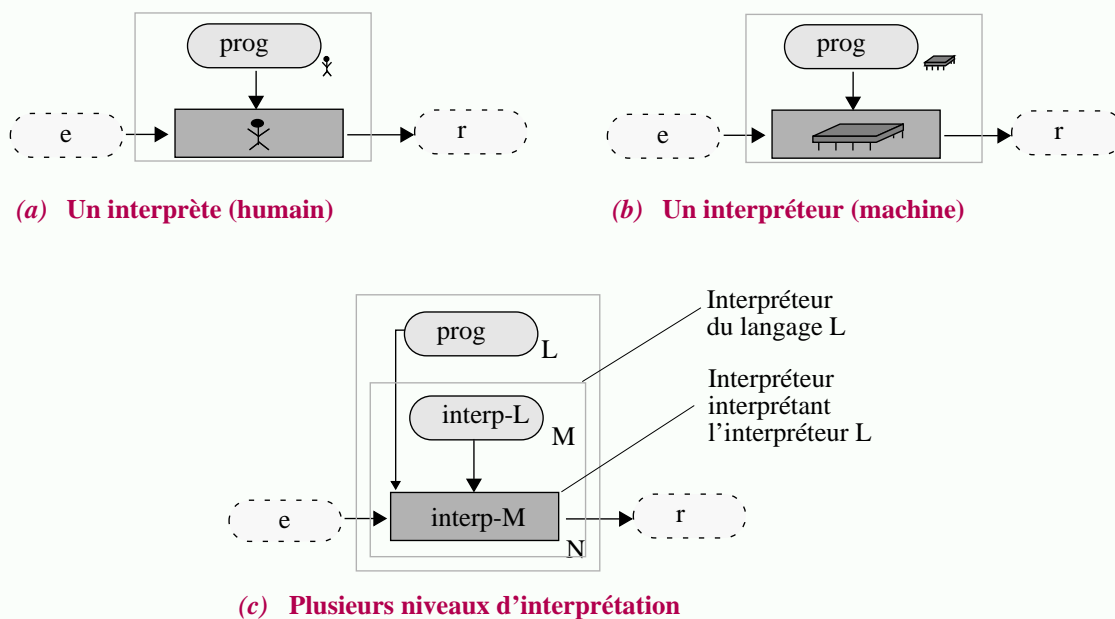 prog
e
r
(a) Un interprète (humain)
prog
e
r
(b) Un interpréteur (machine)
prog
L
interp-L
M
e
interp-M
N
r
Interpréteur
du langage L
Interpréteur
interprétant
l’interpréteur L
(c) Plusieurs niveaux d’interprétation